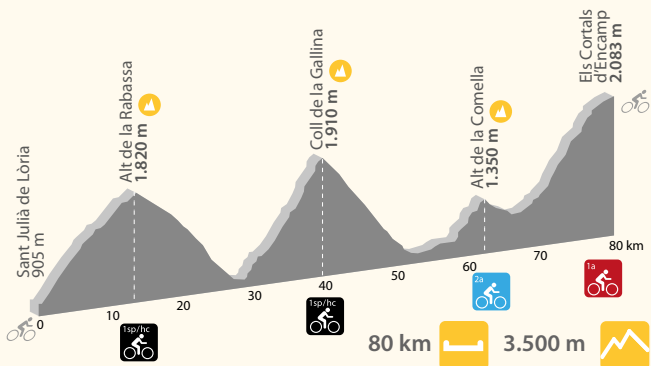 Sant Julià de Lòria
905 m
Alt de la Rabassa
1.820 m
Coll de la Gallina
1.910 m
Alt de la Comella
1.350 m
Els Cortals
d'Encamp
2.083 m
0
10
20
30
40
50
60
70
80 km
1sp/hc
1sp/hc
2a
1a
80 km
3.500 m